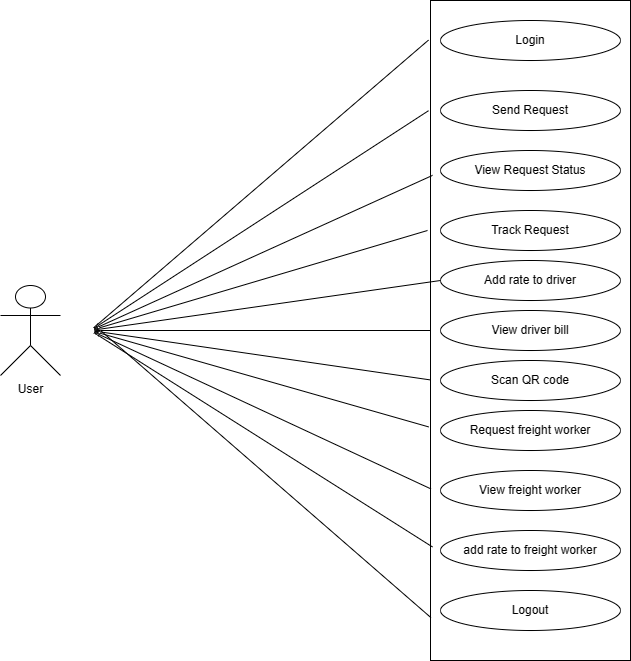 Login
Send Request
View Request Status
Track Request
Add rate to driver
View driver bill
Scan QR code
Request freight worker
View freight worker
add rate to freight worker
Logout
User